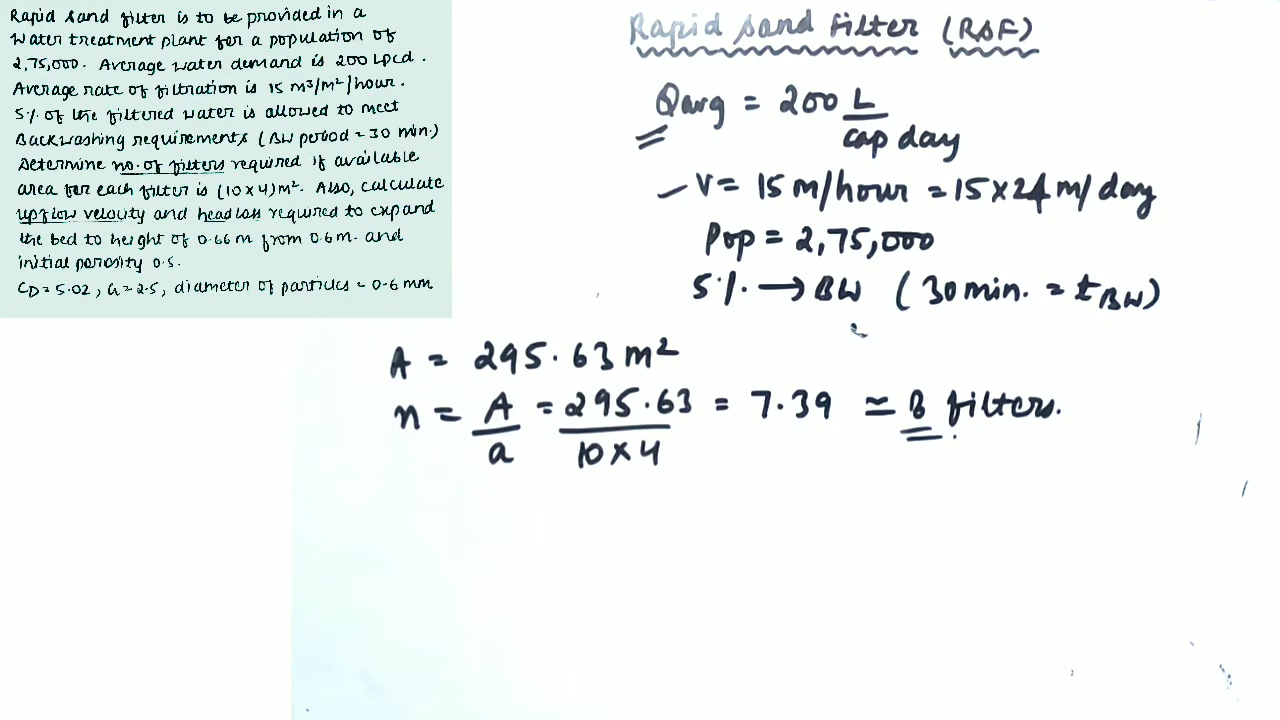 Rapid sand filter is to be provided in a
water treatment plant for a population of
2,75,000. Average water demand is 200 LPCd.
Average rate of filtration is 15 m³/m²/hour.
5% of the filtered water is allowed to meet
Backwashing requirements (BW period = 30 min.)
Determine no. of filters required if available
area for each filter is (10 x 4) m². Also, calculate
upflow velocity and headloss required to expand
the bed to height of 0.66 m from 0.6 m. and
initial porosity 0.5.
CD = 5.02, G = 2.5, diameter of particles = 0.6 mm
Rapid sand filter (RSF)
Qavg = 200 L / cap day
V = 15 m/hour = 15 x 24 m/day
Pop = 2,75,000
5% → BW (30 min. = tBW)
A = 295.63 m²
n = A/a = 295.63/10 x 4 = 7.39 ≃ 8 filters.